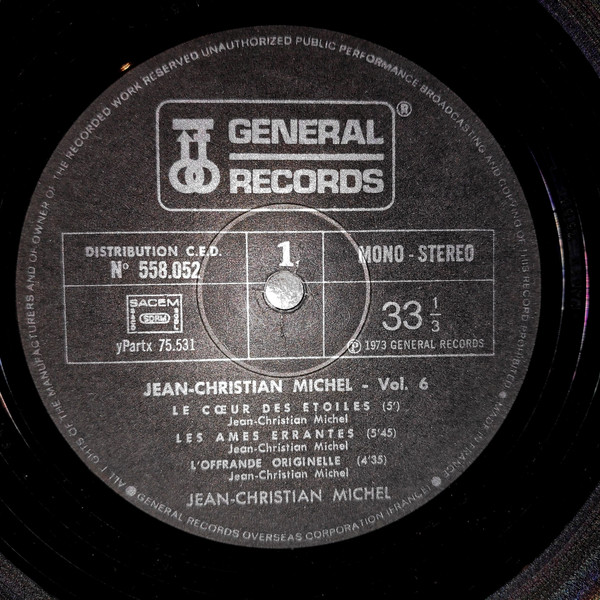 ALL RIGHTS OF THE MANUFACTURERS AND OF OWNER OF THE RECORDED WORK RESERVED UNAUTHORIZED PUBLIC PERFORMANCE BROADCASTING AND COPYING OF THIS RECORD PROHIBITED ● MADE IN FRANCE ●
GENERAL ®
RECORDS
DISTRIBUTION C.E.D.
N° 558.052
1
MONO - STEREO
SACEM
SDRM
yPartx 75.531
33 1/3
Ⓟ 1973 GENERAL RECORDS
JEAN-CHRISTIAN MICHEL - Vol. 6
LE CŒUR DES ETOILES (5')
Jean-Christian Michel
LES AMES ERRANTES (5'45)
Jean-Christian Michel
L'OFFRANDE ORIGINELLE (4'35)
Jean-Christian Michel
JEAN-CHRISTIAN MICHEL
GENERAL RECORDS OVERSEAS CORPORATION (FRANCE)